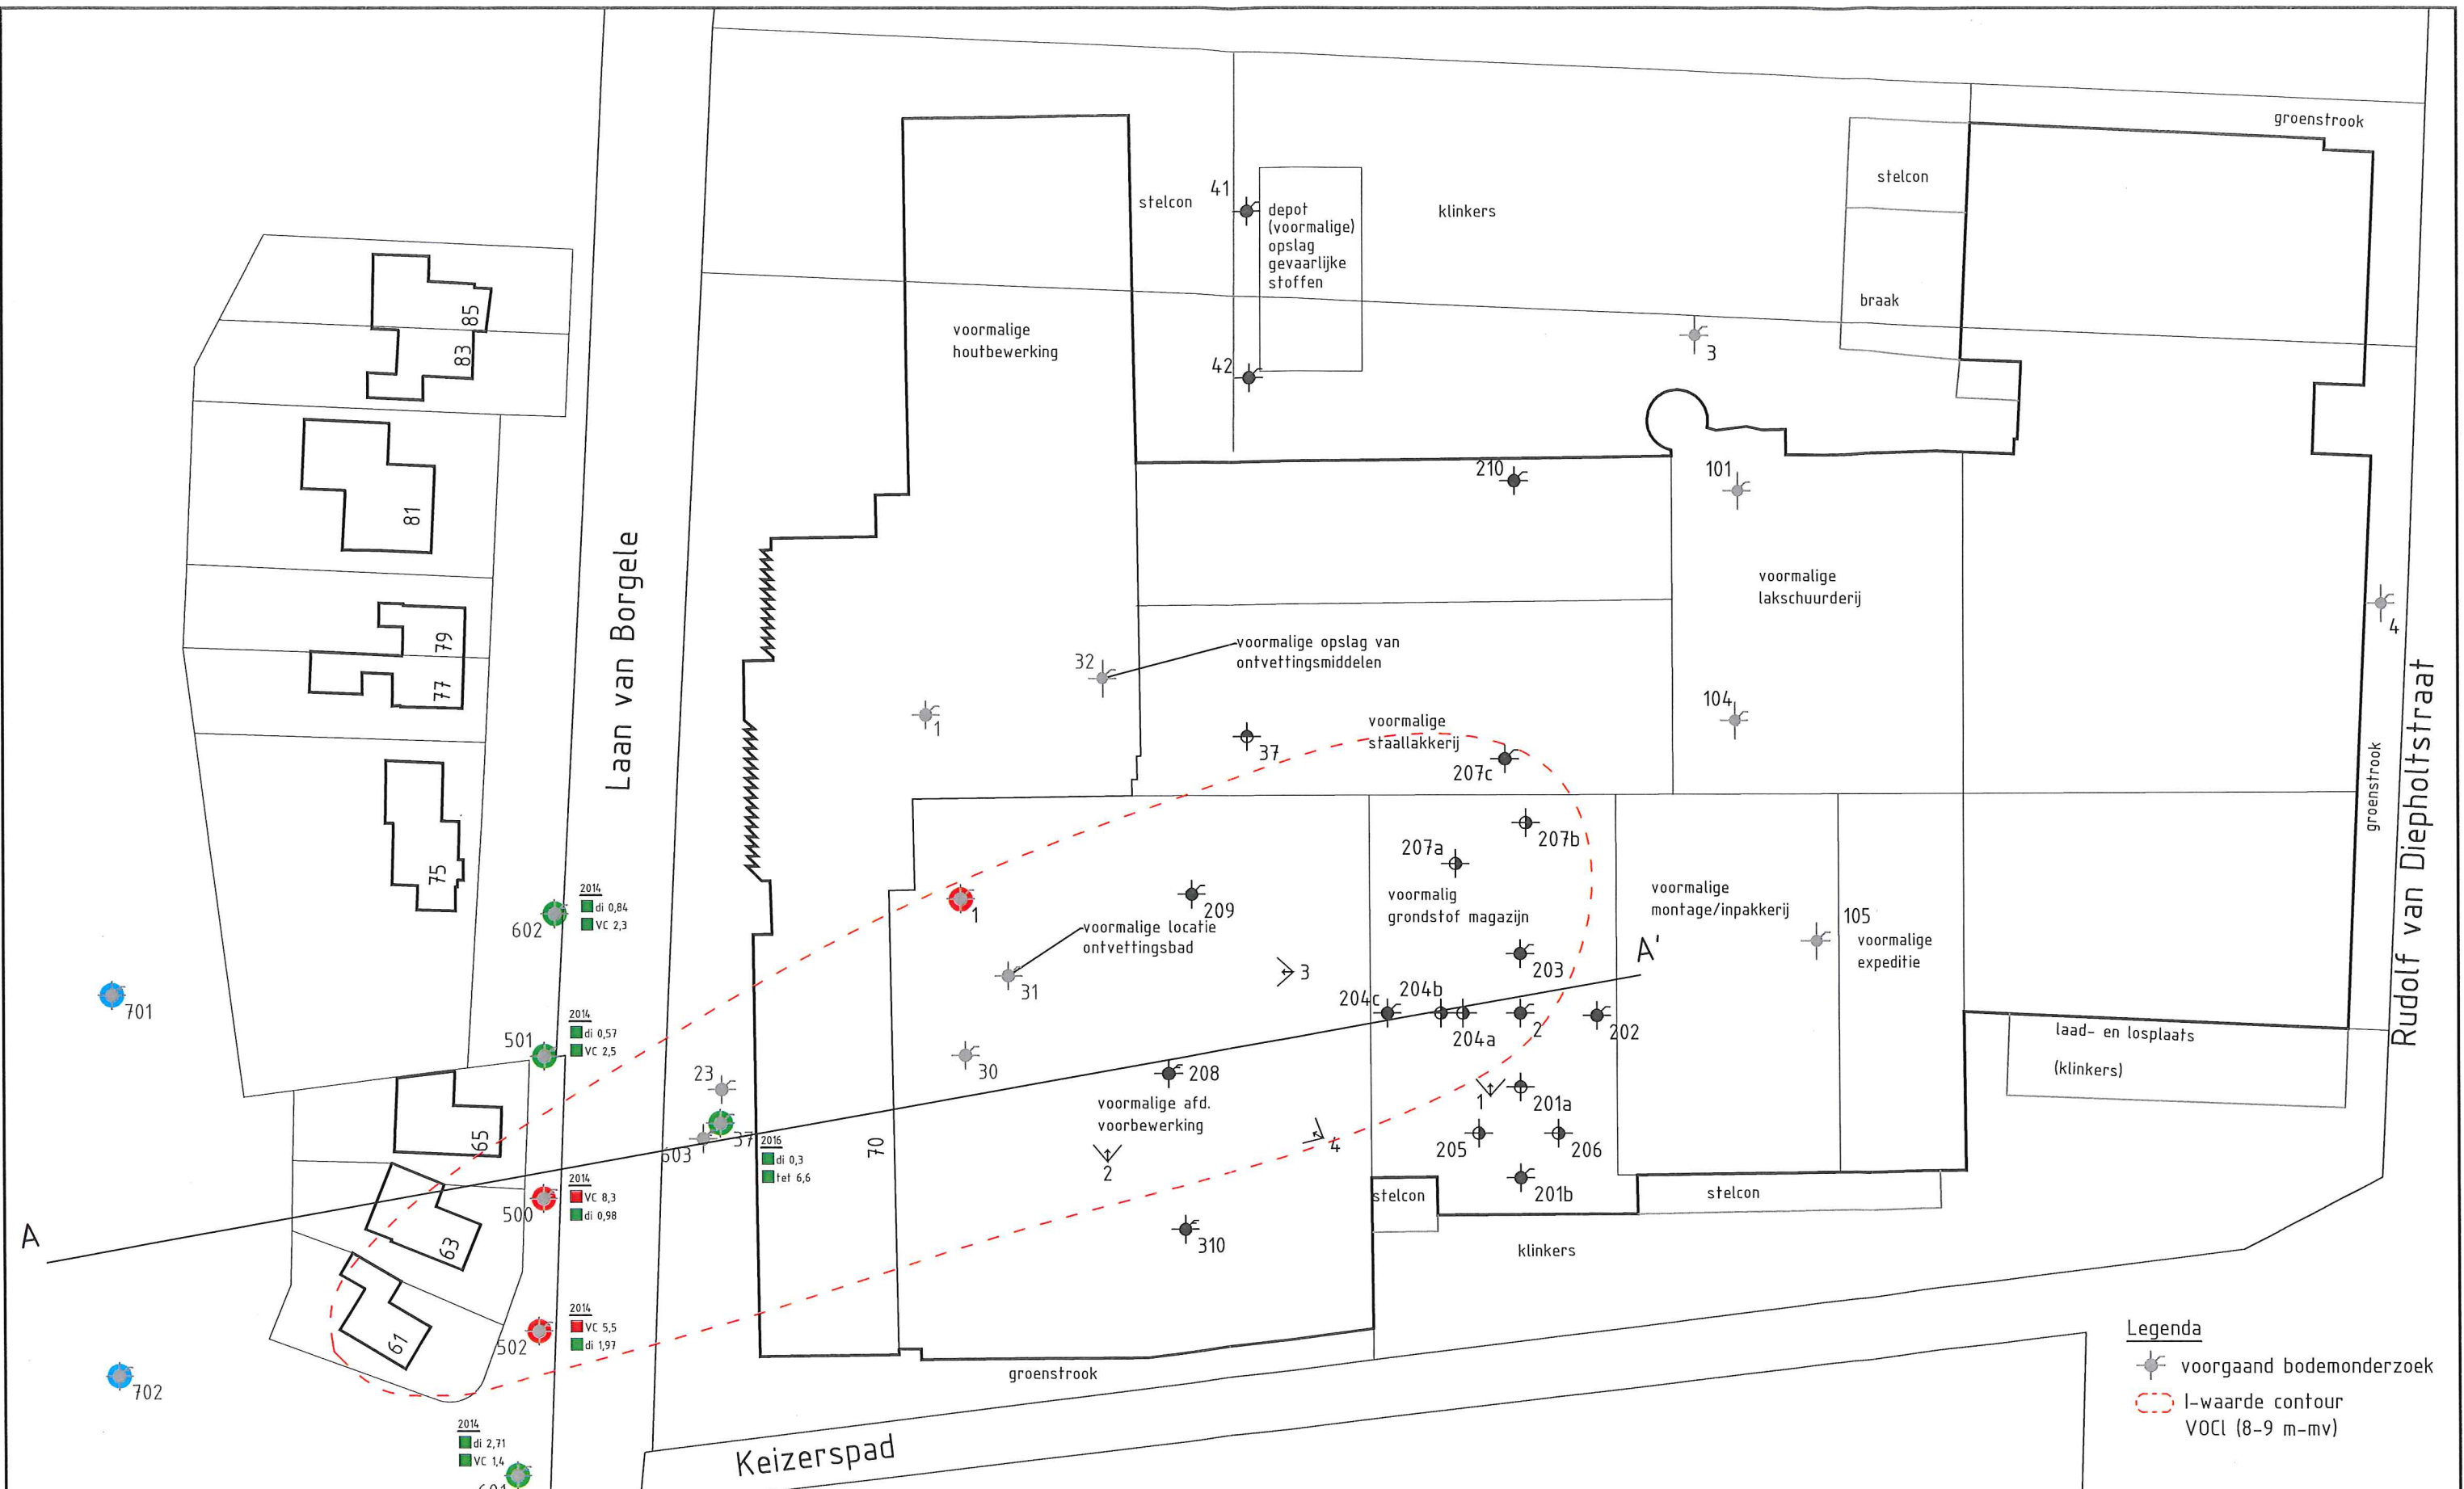 groenstrook
stelcon
41
stelcon
depot
(voormalige)
opslag
gevaarlijke
stoffen
klinkers
braak
85
voormalige
houtbewerking
83
42
3
210
101
81
Laan van Borgele
voormalige
lakschuurderij
4
79
77
voormalige opslag van
ontvettingsmiddelen
32
104
1
voormalige
staallakkerij
37
207c
groenstrook
Rudolf van Diepholtstraat
207b
207a
75
2014
di 0,84
VC 2,3
602
1
209
voormalig
grondstof magazijn
voormalige
montage/inpakkerij
105
voormalige
expeditie
voormalige locatie
ontvettingsbad
A'
3
203
31
701
2014
di 0,57
VC 2,5
501
204c
204b
204a
2
202
laad- en losplaats
(klinkers)
30
23
208
voormalige afd.
voorbewerking
1
201a
65
603
37
2016
di 0,3
tet 6,6
70
2
4
205
206
2014
VC 8,3
di 0,98
500
stelcon
201b
stelcon
A
63
310
klinkers
2014
VC 5,5
di 1,97
502
61
702
groenstrook
Legenda
voorgaand bodemonderzoek
I-waarde contour
VOCl (8-9 m-mv)
2014
di 2,71
VC 1,4
601
Keizerspad